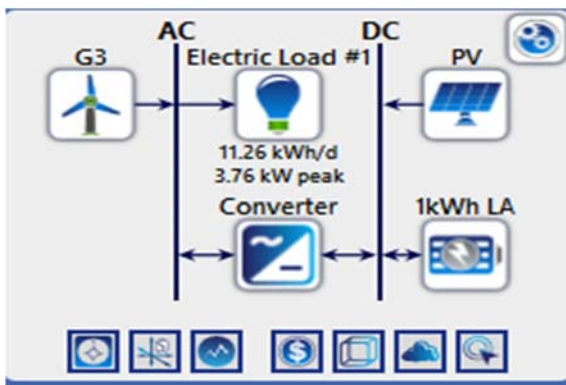 AC DC
G3 Electric Load #1 PV
11.26 kWh/d
3.76 kW peak
Converter 1kWh LA